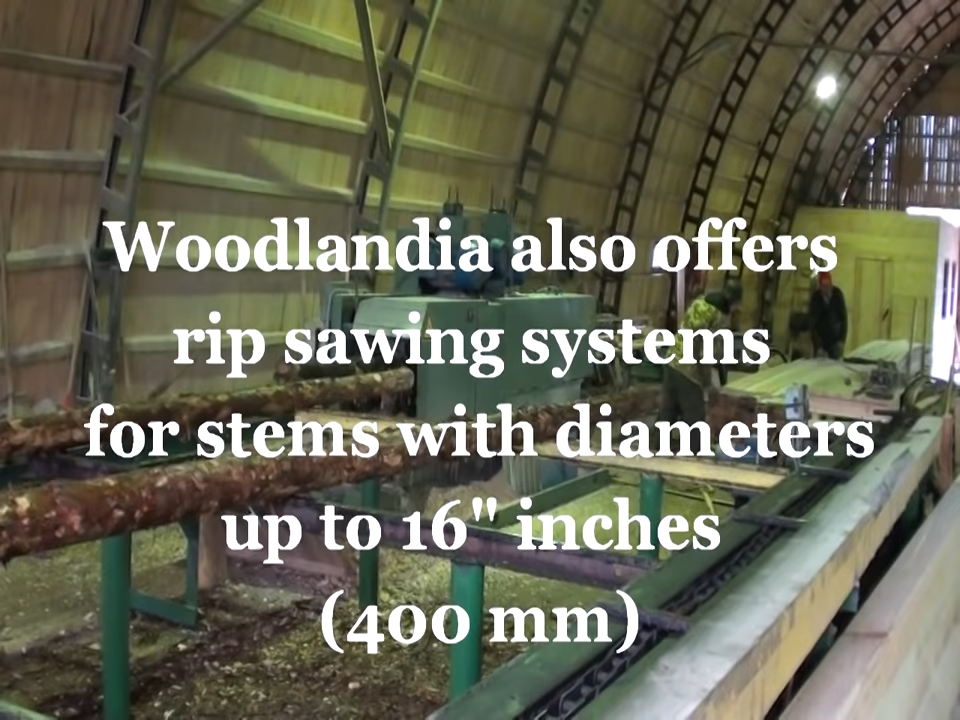 Woodlandia also offers
rip sawing systems
for stems with diameters
up to 16" inches
(400 mm)